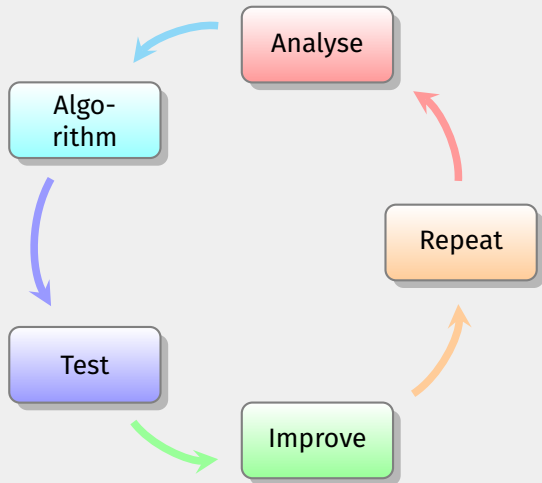 Analyse
Algo-
rithm
Test
Improve
Repeat